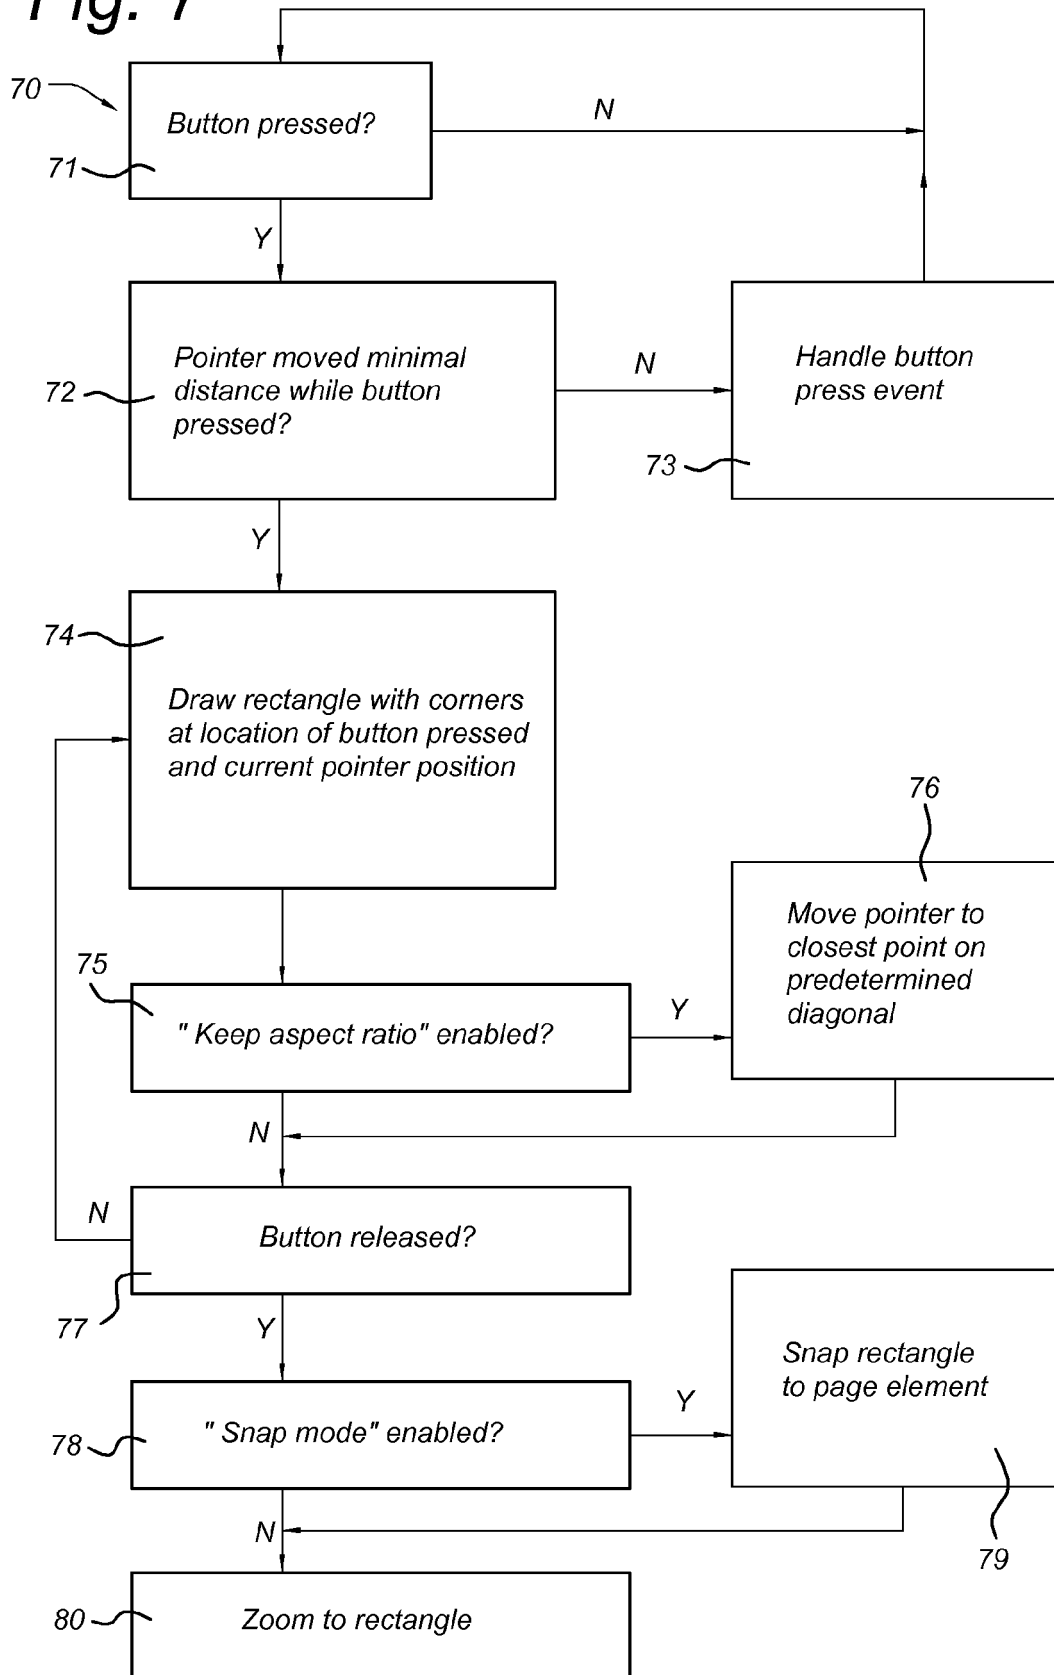 Fig. 7
70
Button pressed?
71
N
Y
Pointer moved minimal
distance while button
pressed?
72
N
Handle button
press event
73
Y
74
Draw rectangle with corners
at location of button pressed
and current pointer position
76
Move pointer to
closest point on
predetermined
diagonal
75
" Keep aspect ratio" enabled?
Y
N
N
Button released?
77
Y
Snap rectangle
to page element
78
" Snap mode" enabled?
Y
N
79
80
Zoom to rectangle